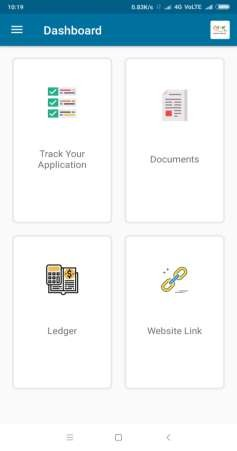 10:19
0.83K/s 4G VoLTE
Dashboard
Track Your
Application
Documents
Ledger
Website Link